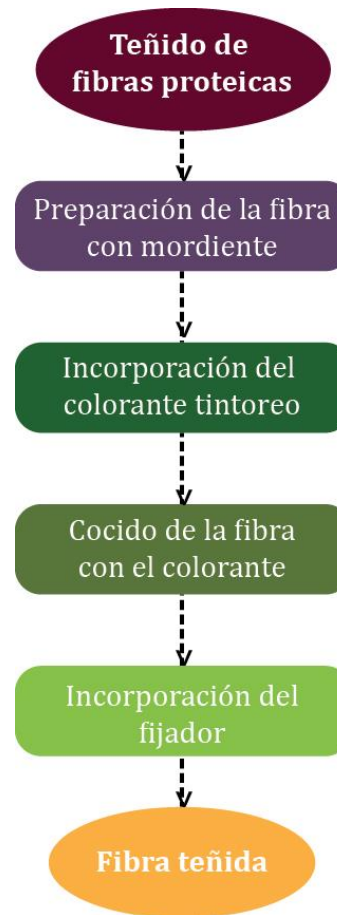 Teñido de
fibras proteicas
Preparación de la fibra
con mordiente
Incorporación del
colorante tintoreo
Cocido de la fibra
con el colorante
Incorporación del
fijador
Fibra teñida